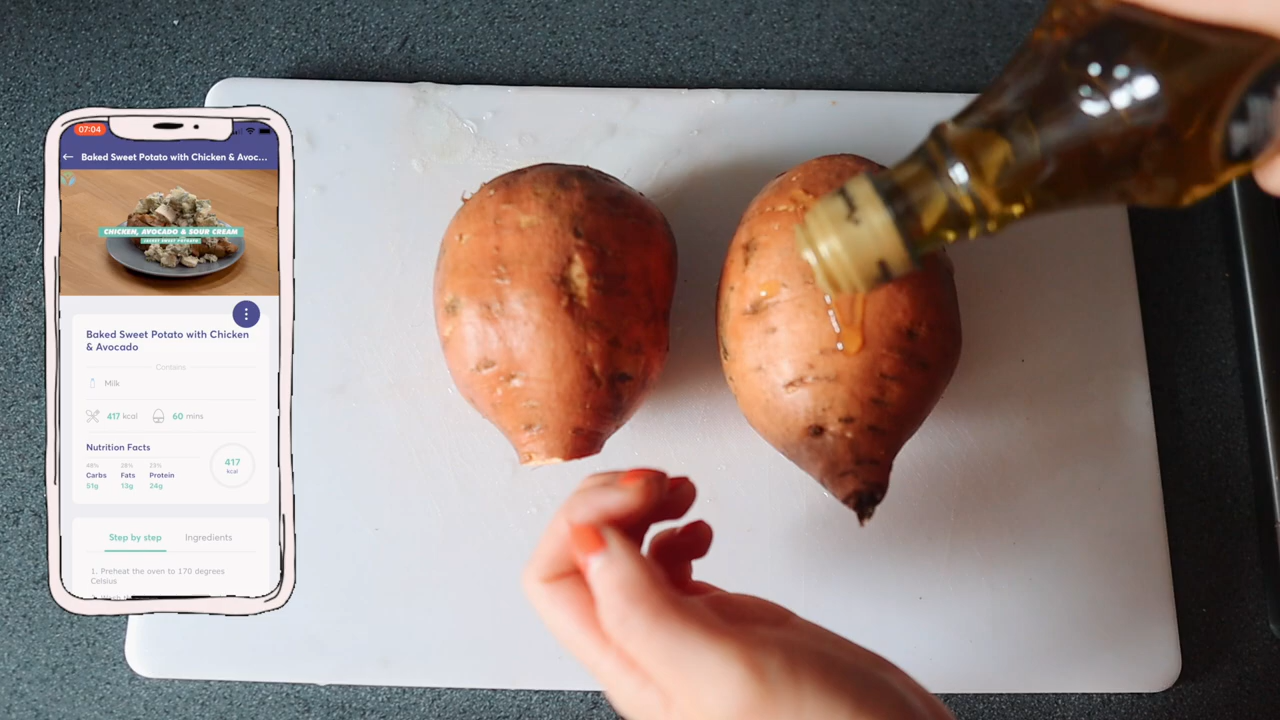 07:04
Baked Sweet Potato with Chicken & Avoc...
CHICKEN, AVOCADO & SOUR CREAM
Baked Sweet Potato with Chicken
& Avocado
Contains
Milk
417 kcal 60 mins
Nutrition Facts
48% 28% 23%
Carbs Fats Protein
51g 13g 24g
417
kcal
Step by step Ingredients
1. Preheat the oven to 170 degrees
Celsius